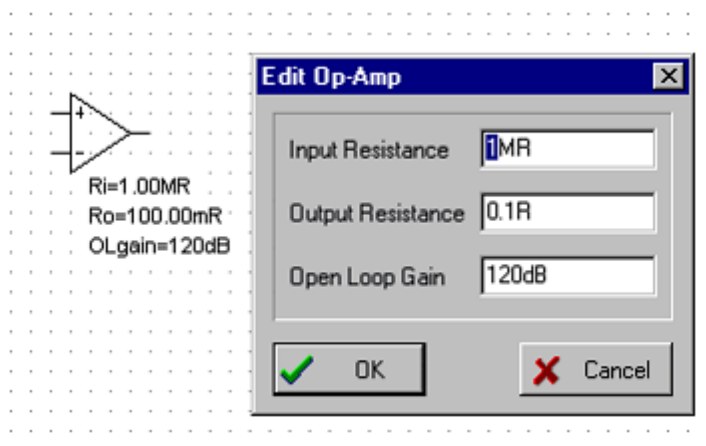 +
-
Ri=1.00MR
Ro=100.00mR
OLgain=120dB
Edit Op-Amp
Input Resistance 1MR
Output Resistance 0.1R
Open Loop Gain 120dB
OK Cancel